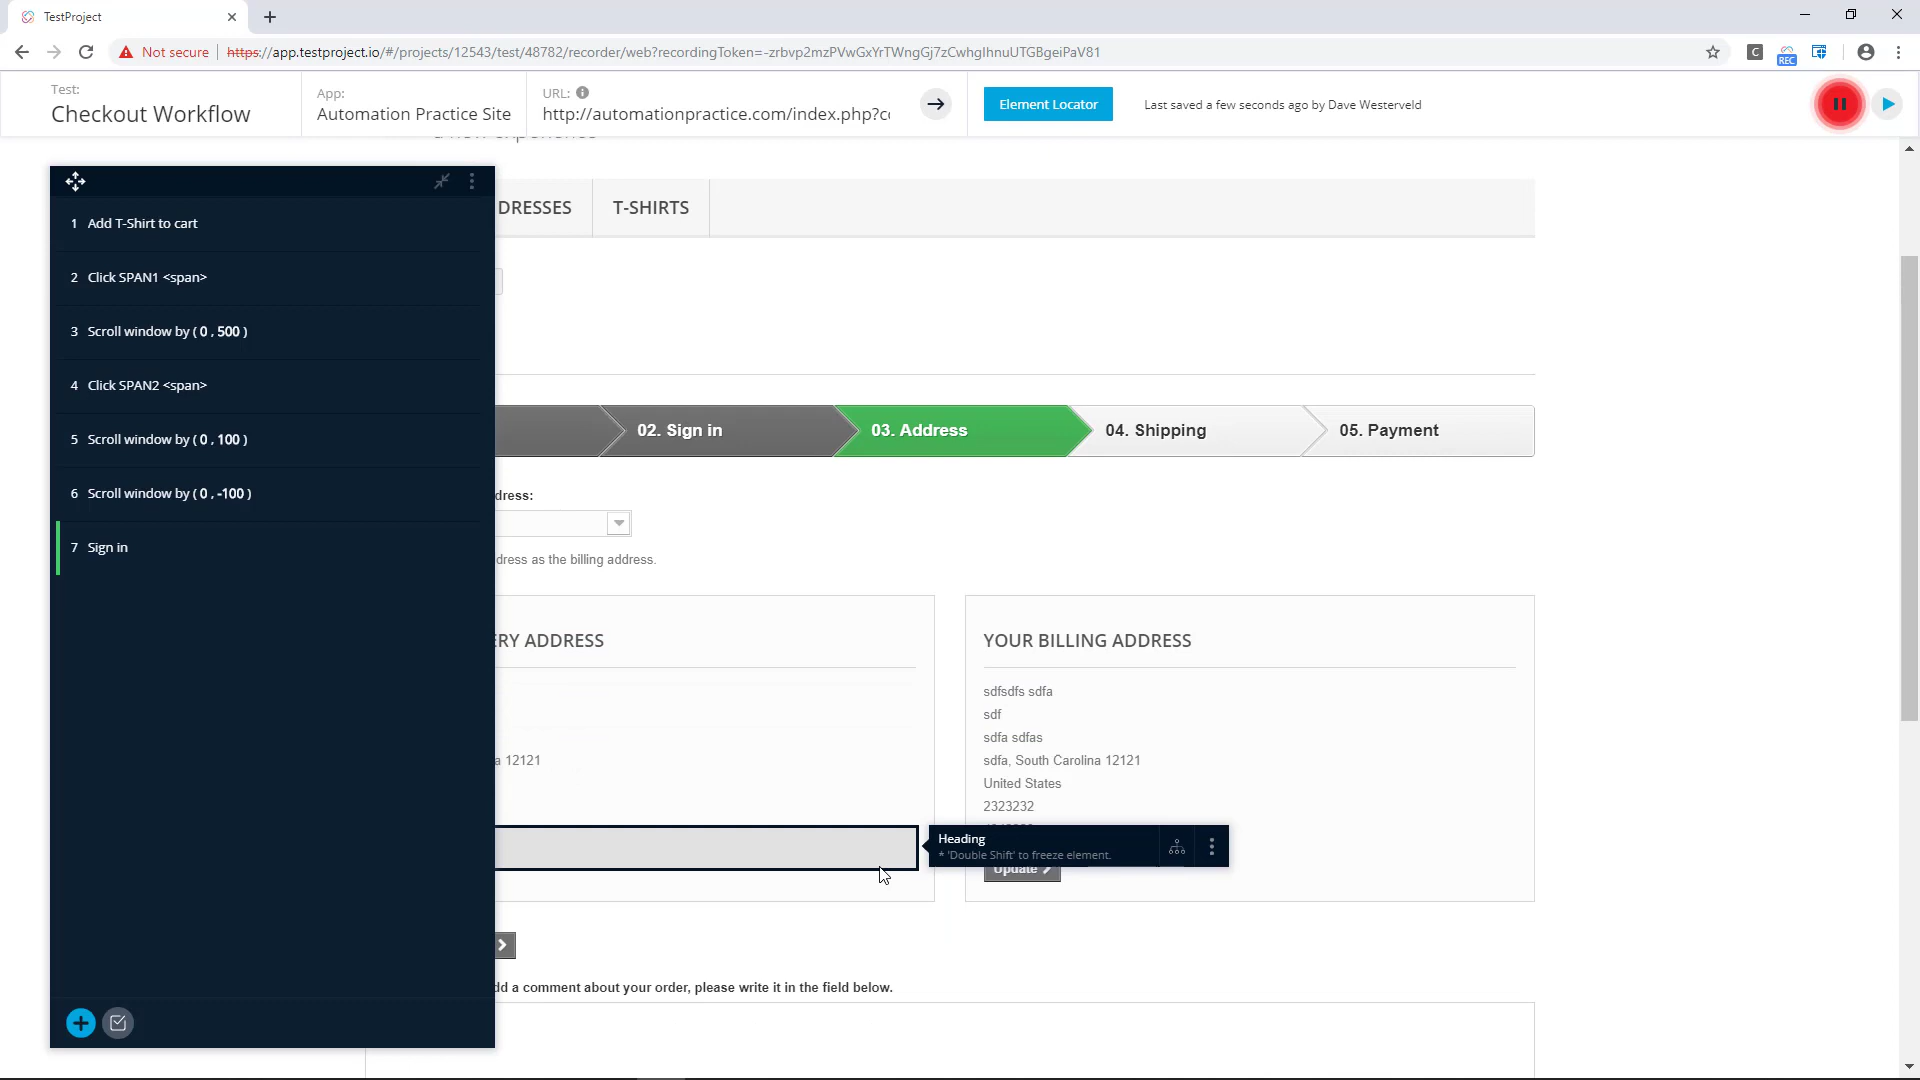 TestProject
Not secure
https://app.testproject.io/#/projects/12543/test/48782/recorder/web?recordingToken=-zrbvp2mzPVwGxYrTWngGj7zCwhgIhnuUTGBgeiPaV81
C
REC
Test:
Checkout Workflow
App:
Automation Practice Site
URL:
http://automationpractice.com/index.php?c
Element Locator
Last saved a few seconds ago by Dave Westerveld
a new experience
DRESSES
T-SHIRTS
1 Add T-Shirt to cart
2 Click SPAN1 <span>
3 Scroll window by ( 0 , 500 )
4 Click SPAN2 <span>
5 Scroll window by ( 0 , 100 )
6 Scroll window by ( 0 , -100 )
7 Sign in
02. Sign in
03. Address
04. Shipping
05. Payment
dress:
dress as the billing address.
ERY ADDRESS
a 12121
YOUR BILLING ADDRESS
sdfsdfs sdfa
sdf
sdfa sdfas
sdfa, South Carolina 12121
United States
2323232
Heading
* 'Double Shift' to freeze element.
Update
dd a comment about your order, please write it in the field below.